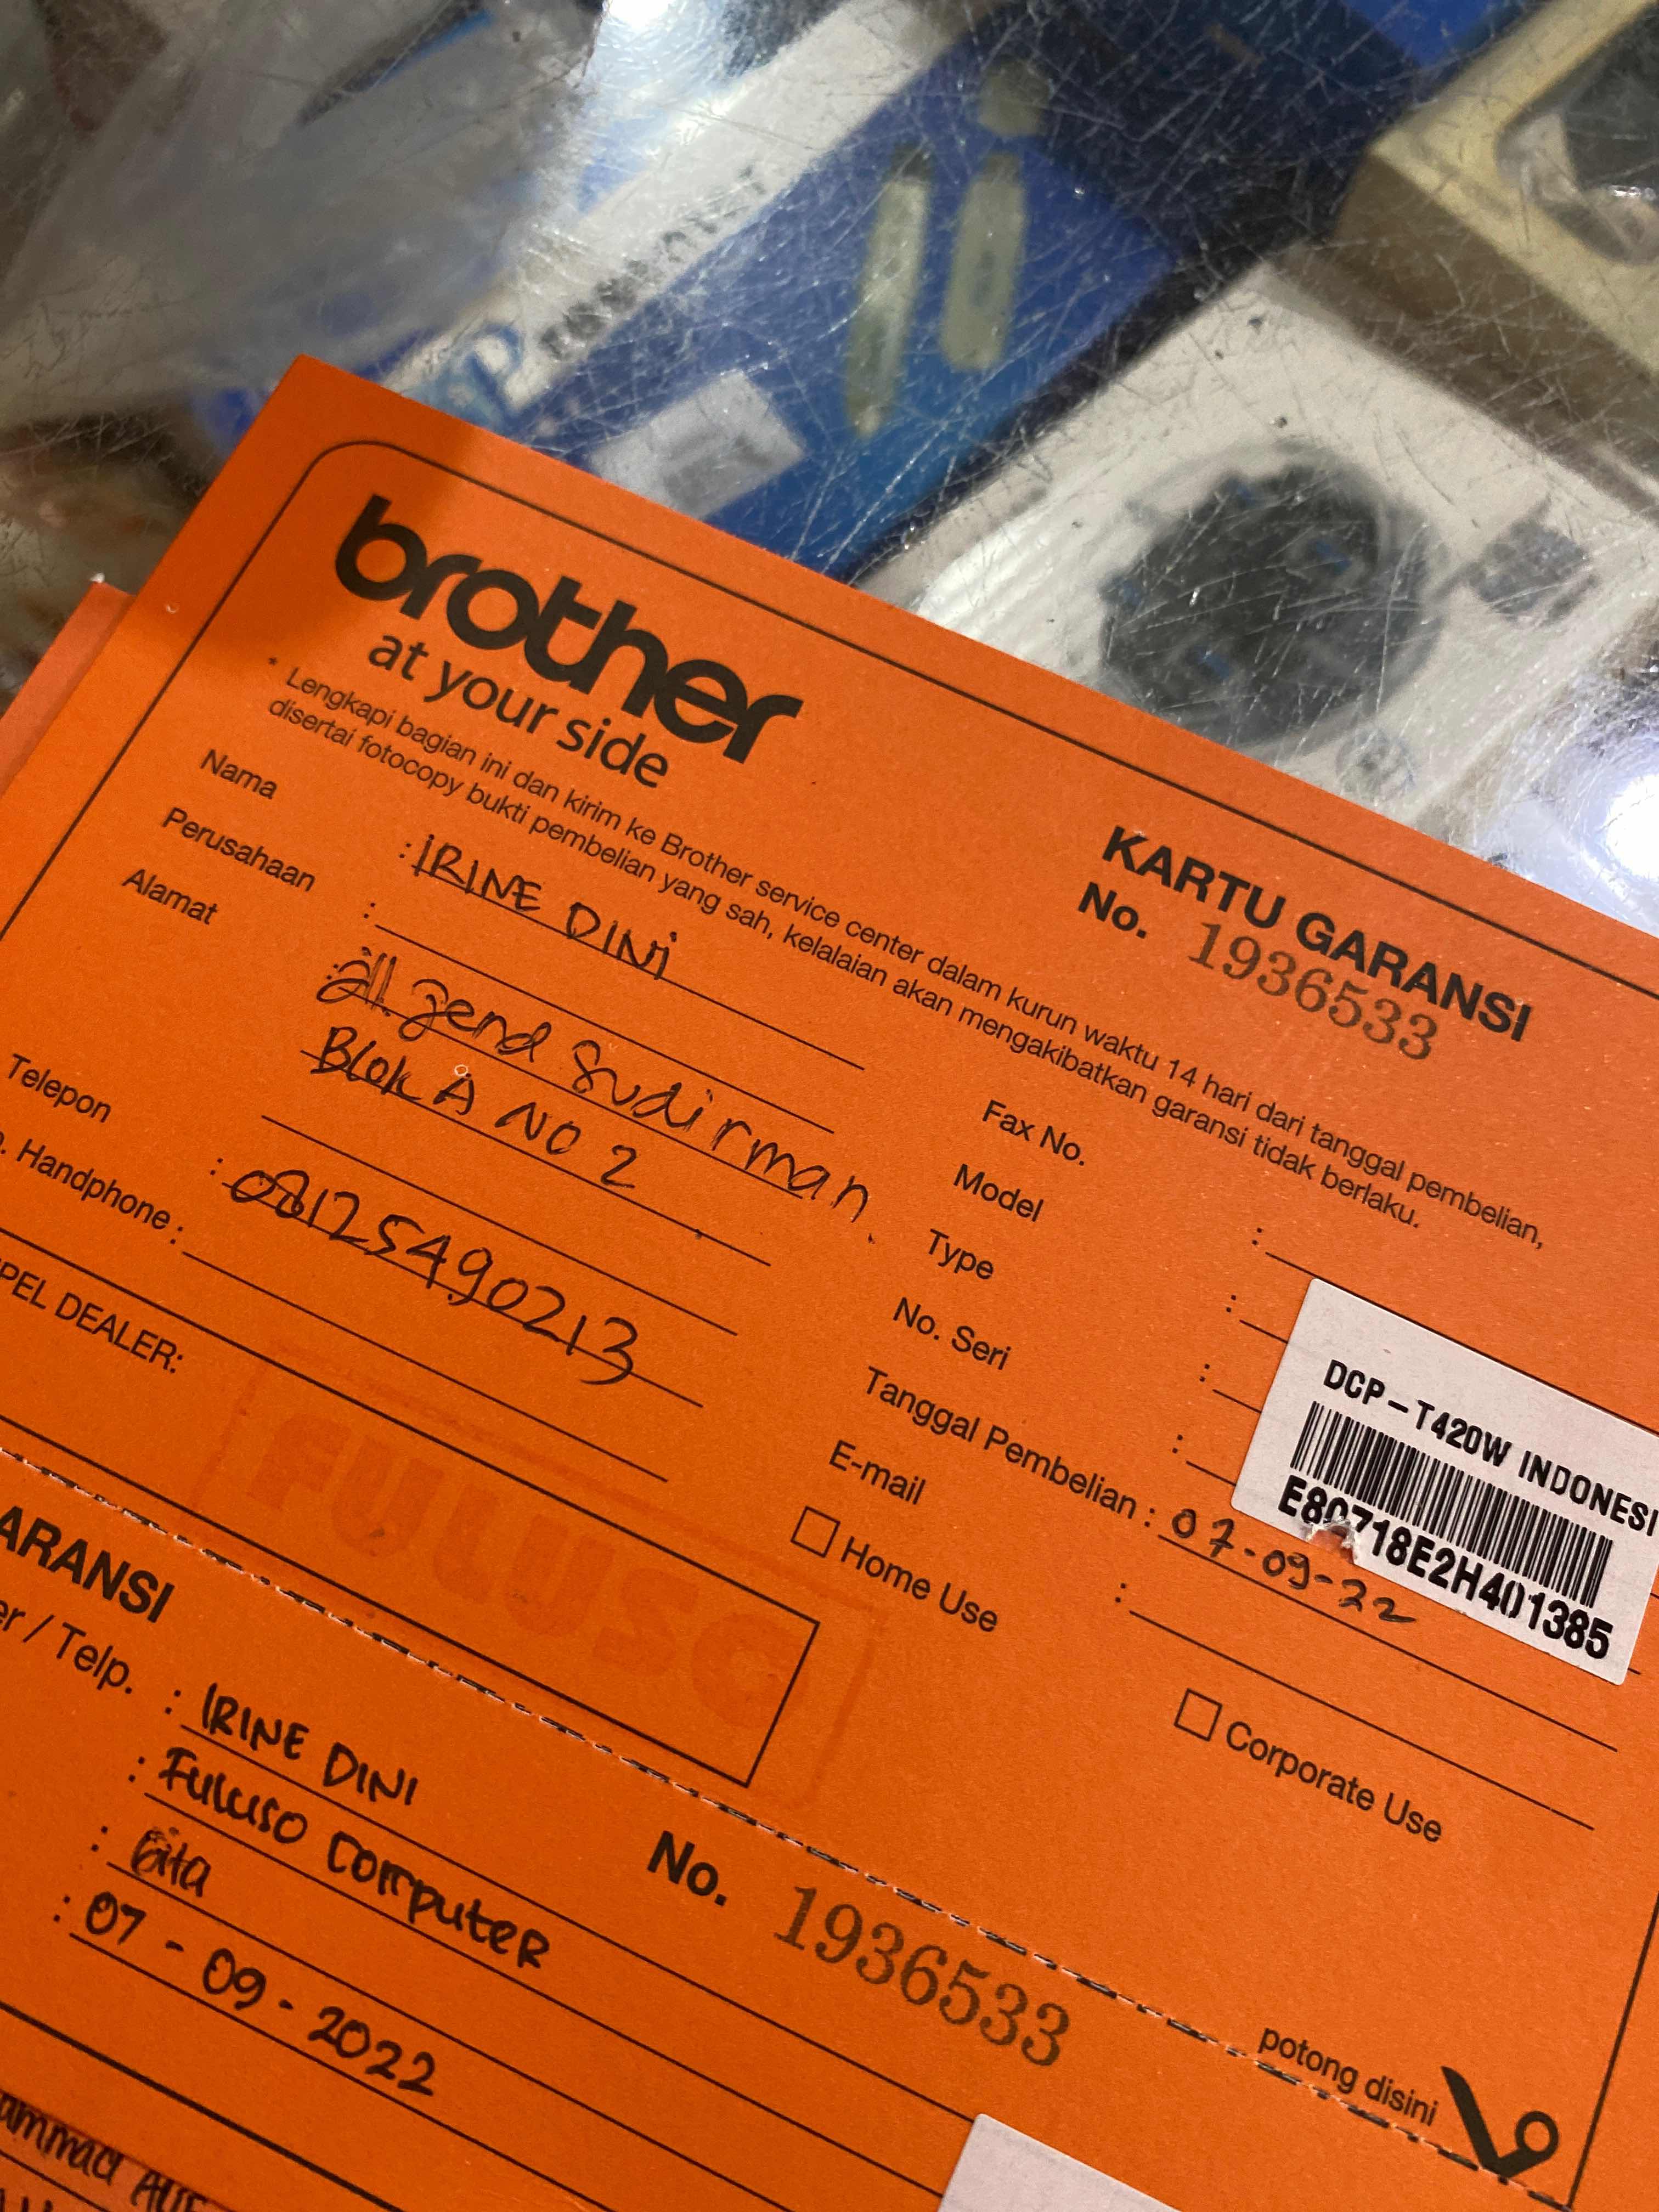 brother
at your side
KARTU GARANSI
No. 1936533
* Lengkapi bagian ini dan kirim ke Brother service center dalam kurun waktu 14 hari dari tanggal pembelian,
disertai fotocopy bukti pembelian yang sah, kelalaian akan mengakibatkan garansi tidak berlaku.
Nama : IRINE DINI
Perusahaan :
Alamat : Jend Sudirman
Blok A NO 2
Telepon : 08125490213
. Handphone :
PEL DEALER:
FULUSO
Fax No. :
Model :
Type :
No. Seri :
DCP-T420W INDONESI
E80718E2H401385
Tanggal Pembelian : 07-09-22
E-mail :
Home Use
Corporate Use
potong disini
ARANSI
No. 1936533
er / Telp. : IRINE DINI
: Fuluso Computer
: Gita
: 07 - 09 - 2022